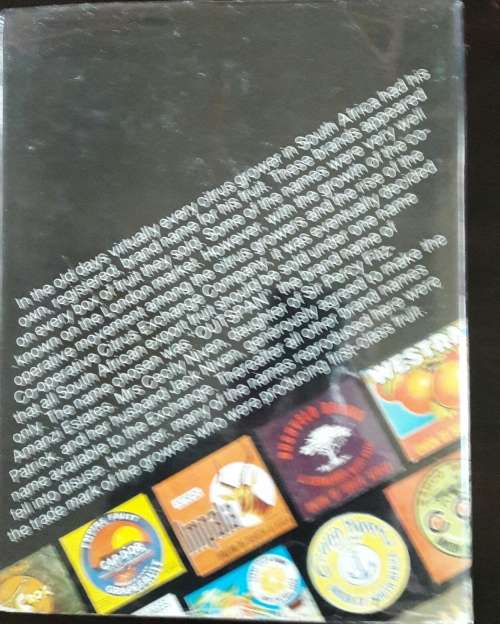 In the old days virtually every citrus grower in South Africa had his
own, registered, brand name for his fruit. These brands appeared
on every box of fruit they sold. Some of the names were very well
known on the London market. However, with the growth of the co-
operative movement among the citrus growers and the rise of the
Co-operative Citrus Exchange Company, it was eventually decided
that all South African export fruit should be sold under one name
only. The name chosen was "OUTSPAN", the brand name of
Amanzi Estates. Mrs Cecily Niven, daughter of Sir Percy Fitz-
Patrick, and her husband Jack Niven, generously agreed to make the
name available to the Exchange. Thereafter all other brand names
fell into disuse. However, many of the names reproduced here were
the trade mark of the growers who were producing first-class fruit.
Impala
GRAPEFRUIT